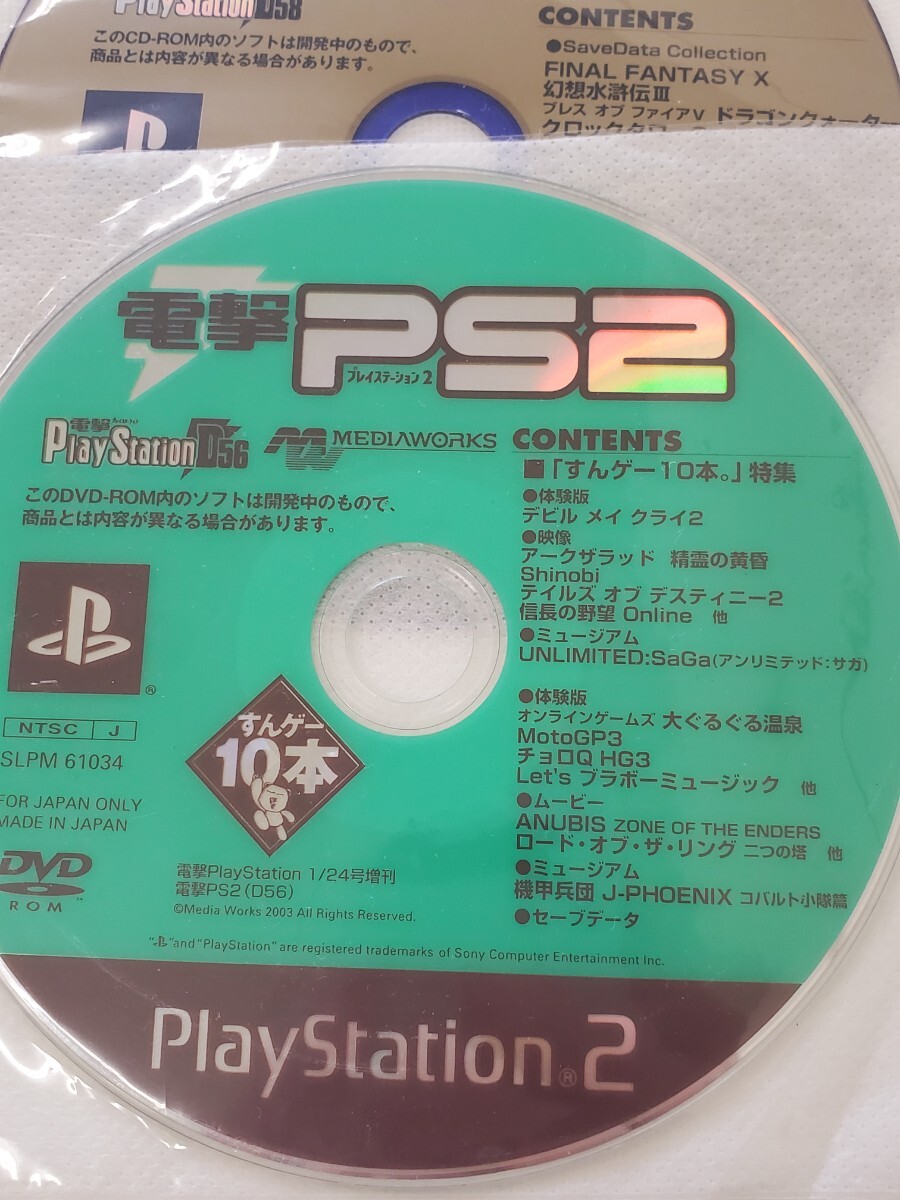 PlayStation D58
このCD-ROM内のソフトは開発中のもので、
商品とは内容が異なる場合があります。
CONTENTS
●SaveData Collection
FINAL FANTASY X
幻想水滸伝Ⅲ
ブレス オブ ファイアⅤ ドラゴンクォーター
クロックタワー
電撃PS2
プレイステーション2
電撃
PlayStation D56
MEDIAWORKS
このDVD-ROM内のソフトは開発中のもので、
商品とは内容が異なる場合があります。
®
NTSC J
SLPM 61034
FOR JAPAN ONLY
MADE IN JAPAN
DVD
ROM
すんゲー
10本
電撃PlayStation 1/24号増刊
電撃PS2(D56)
©Media Works 2003 All Rights Reserved.
CONTENTS
■「すんゲー10本。」特集
●体験版
デビル メイ クライ2
●映像
アークザラッド 精霊の黄昏
Shinobi
テイルズ オブ デスティニー2
信長の野望 Online 他
●ミュージアム
UNLIMITED:SaGa(アンリミテッド:サガ)
●体験版
オンラインゲームズ 大ぐるぐる温泉
MotoGP3
チョロQ HG3
Let's ブラボーミュージック 他
●ムービー
ANUBIS ZONE OF THE ENDERS
ロード・オブ・ザ・リング 二つの塔 他
●ミュージアム
機甲兵団 J-PHOENIX コバルト小隊篇
●セーブデータ
" " and "PlayStation" are registered trademarks of Sony Computer Entertainment Inc.
PlayStation®2